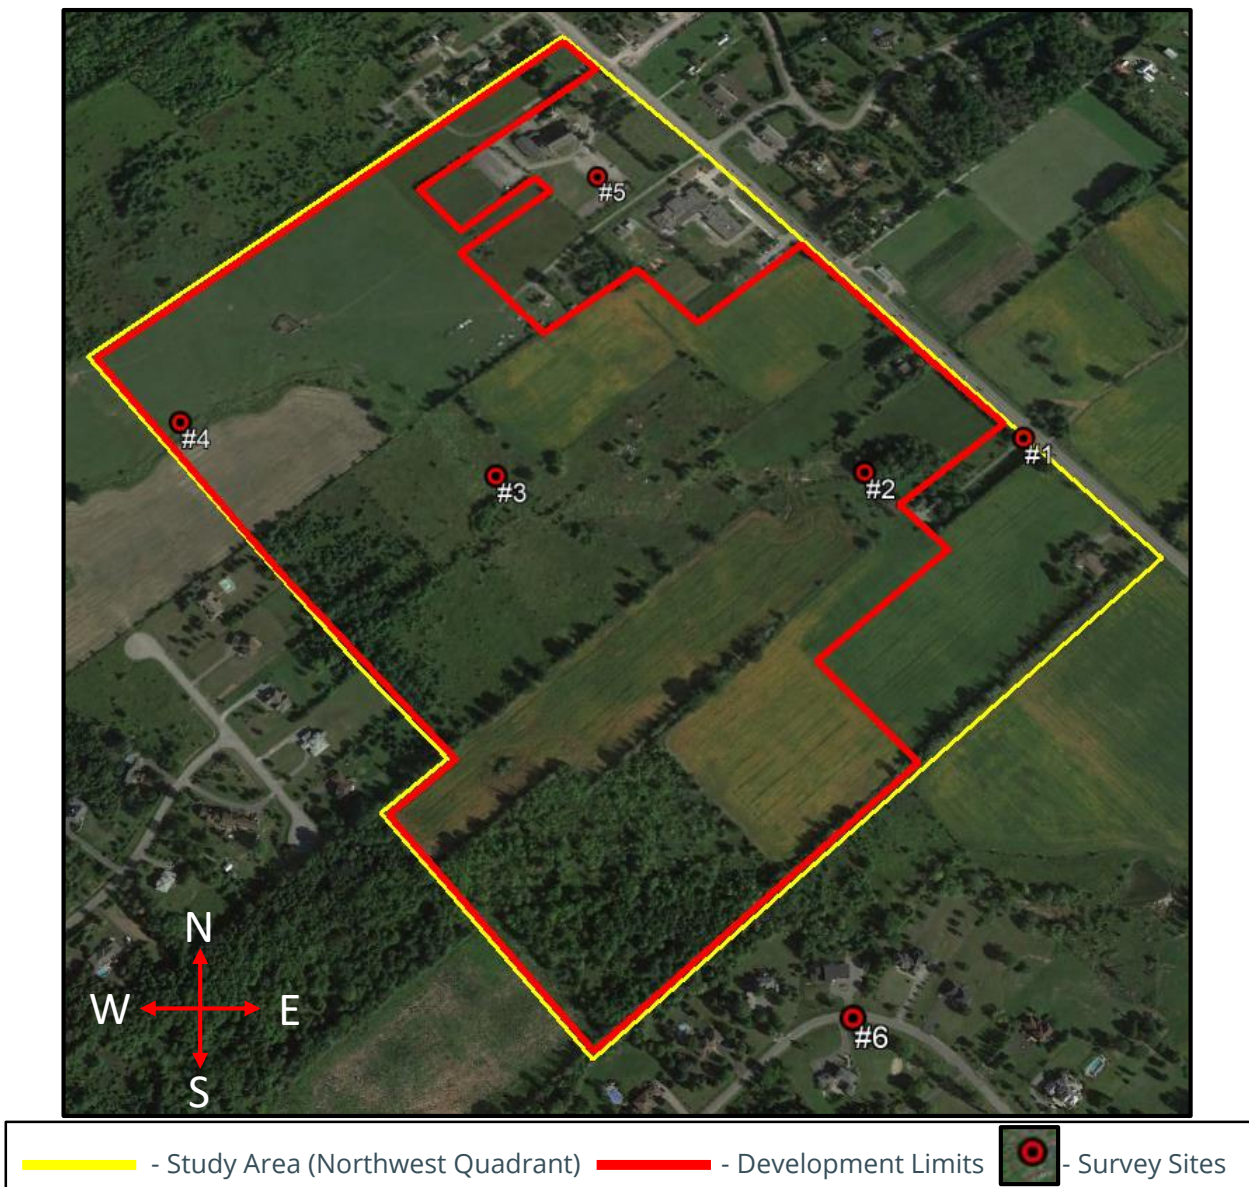 #5
#4
#1
#3
#2
N
W E
#6
S
- Study Area (Northwest Quadrant) - Development Limits - Survey Sites